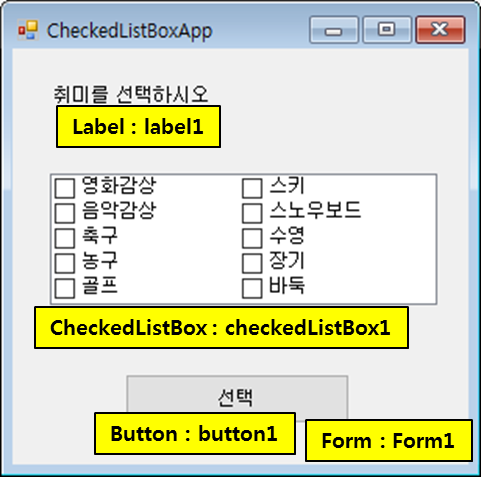 CheckedListBoxApp
취미를 선택하시오
Label : label1
영화감상 스키
음악감상 스노우보드
축구 수영
농구 장기
골프 바둑
CheckedListBox : checkedListBox1
선택
Button : button1
Form : Form1